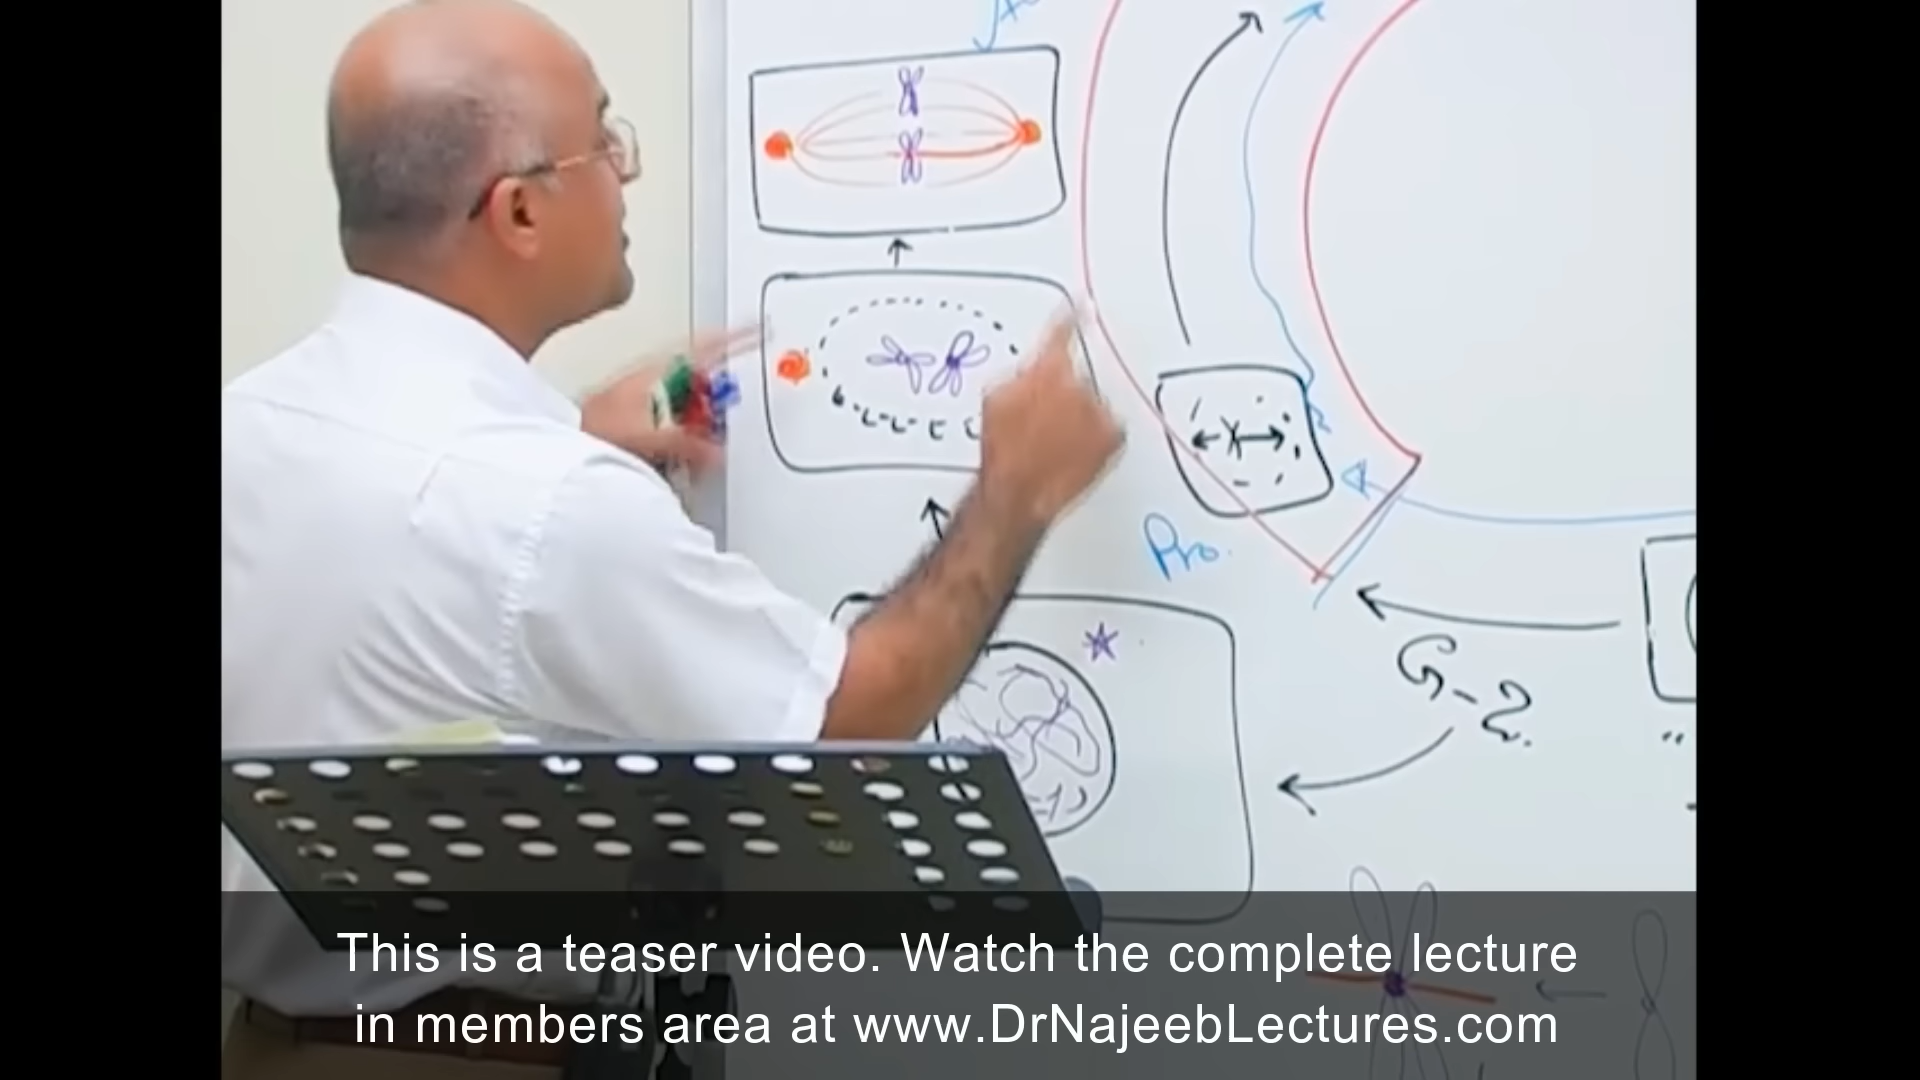 Pro.
G-2.
This is a teaser video. Watch the complete lecture
in members area at www.DrNajeebLectures.com